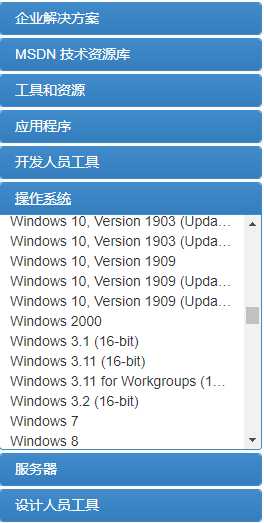 企业解决方案
MSDN 技术资源库
工具和资源
应用程序
开发人员工具
操作系统
Windows 10, Version 1903 (Upda...
Windows 10, Version 1903 (Upda...
Windows 10, Version 1909
Windows 10, Version 1909 (Upda...
Windows 10, Version 1909 (Upda...
Windows 2000
Windows 3.1 (16-bit)
Windows 3.11 (16-bit)
Windows 3.11 for Workgroups (1...
Windows 3.2 (16-bit)
Windows 7
Windows 8
服务器
设计人员工具